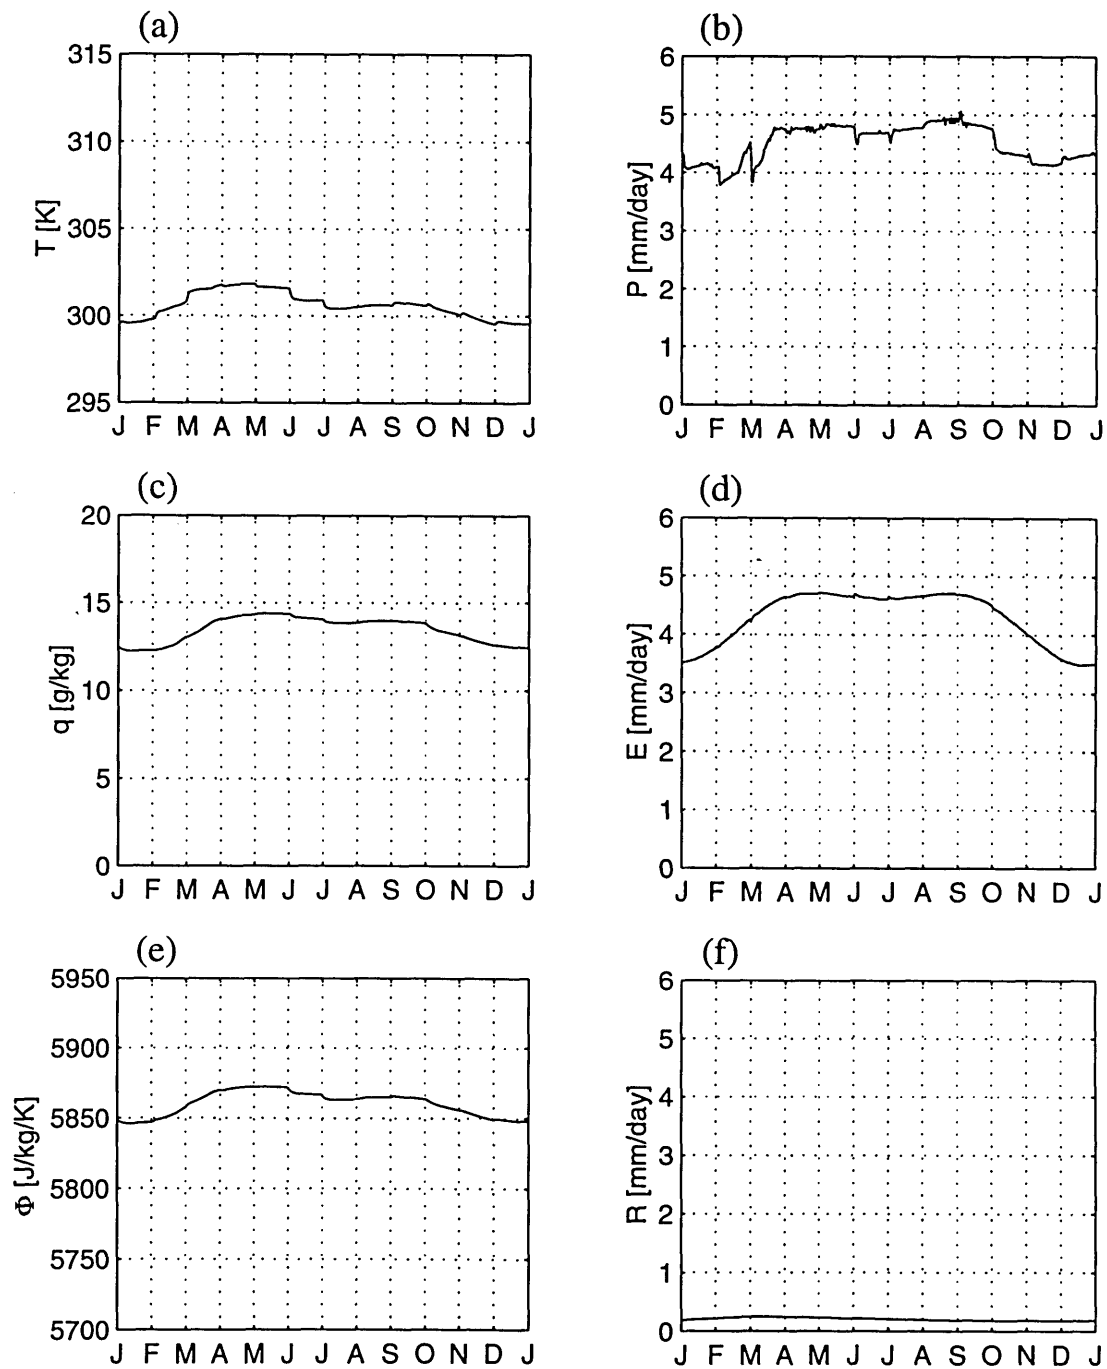 (a)
315
310
305
300
295
T [K]
J F M A M J J A S O N D J
(b)
6
5
4
3
2
1
0
P [mm/day]
J F M A M J J A S O N D J
(c)
20
15
10
5
0
q [g/kg]
J F M A M J J A S O N D J
(d)
6
5
4
3
2
1
0
E [mm/day]
J F M A M J J A S O N D J
(e)
5950
5900
5850
5800
5750
5700
Φ [J/kg/K]
J F M A M J J A S O N D J
(f)
6
5
4
3
2
1
0
R [mm/day]
J F M A M J J A S O N D J